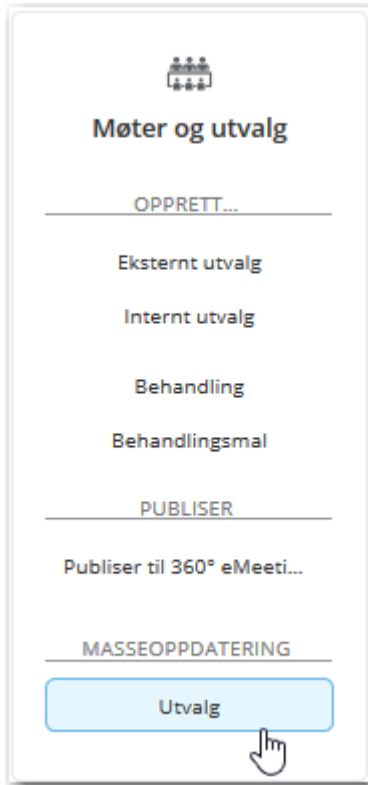 Møter og utvalg
OPPRETT...
Eksternt utvalg
Internt utvalg
Behandling
Behandlingsmal
PUBLISER
Publiser til 360° eMeeti...
MASSEOPPDATERING
Utvalg